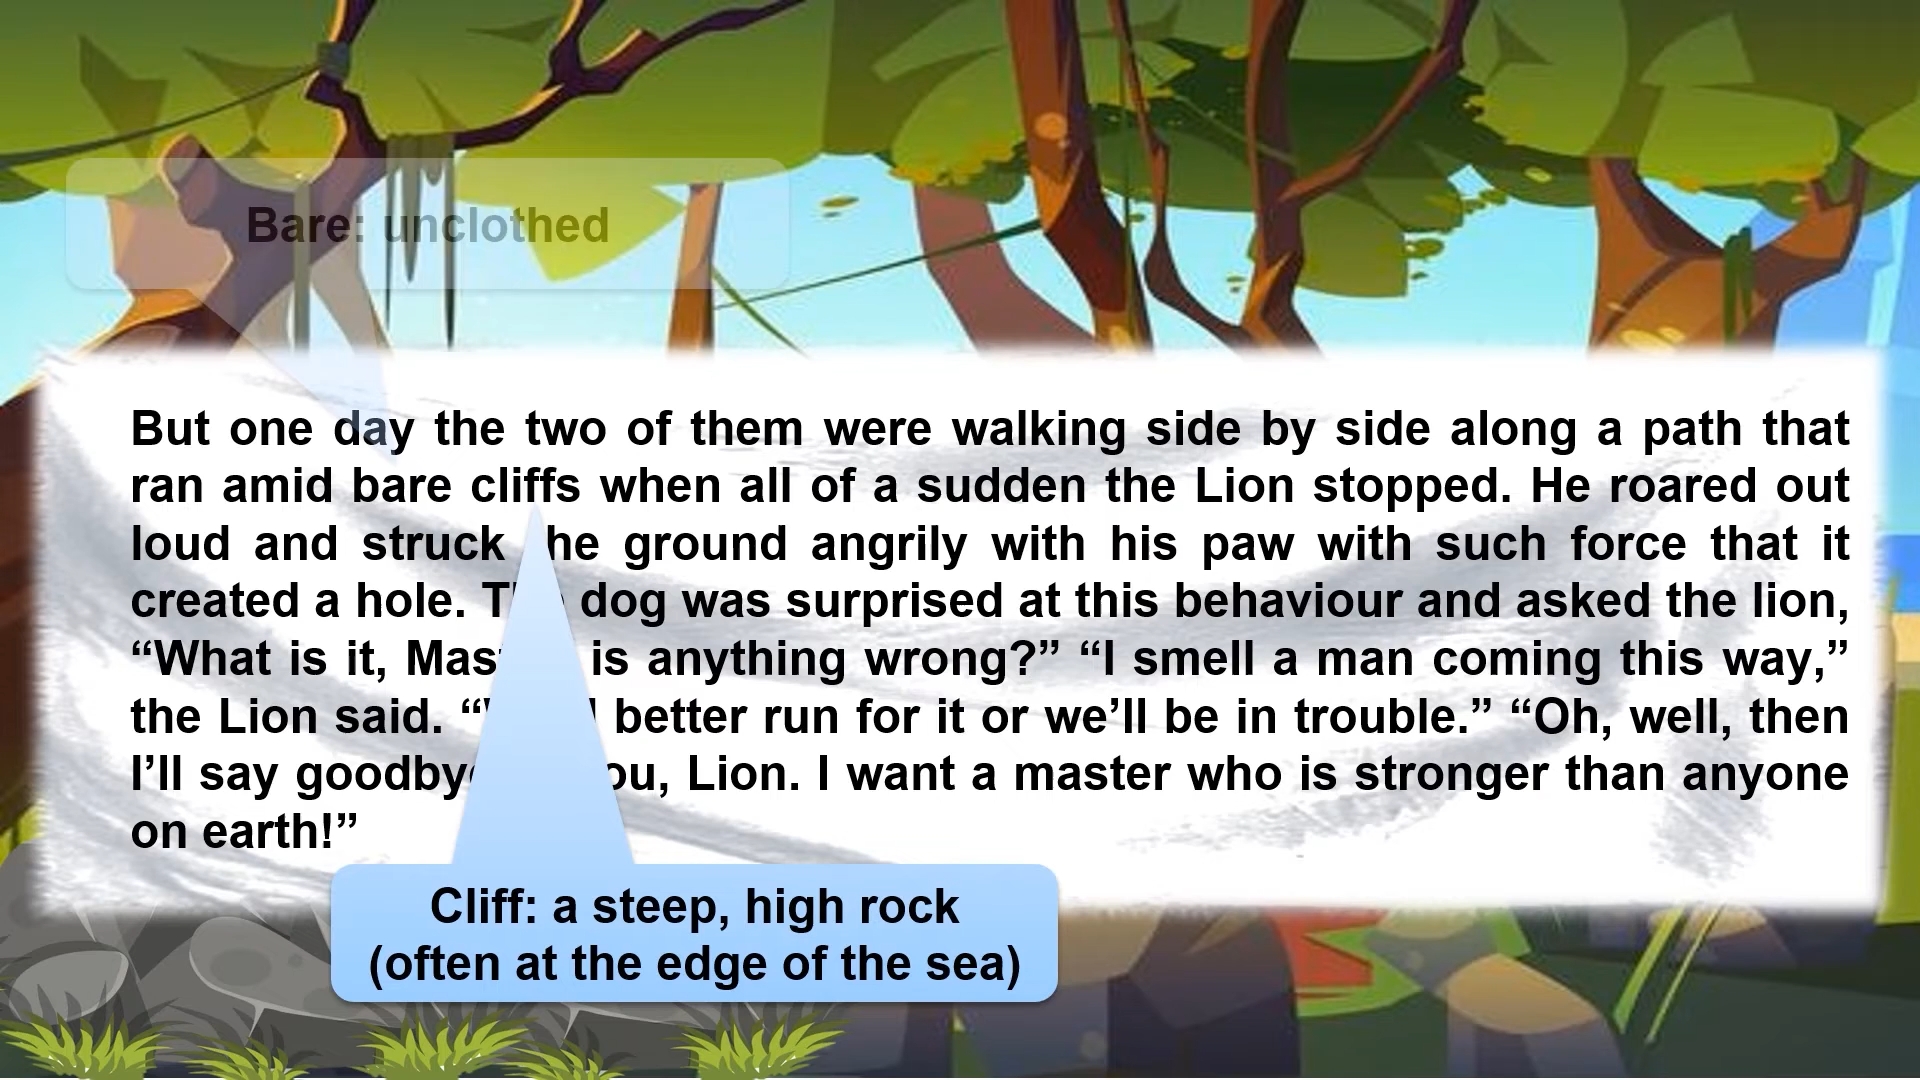 Bare: unclothed
But one day the two of them were walking side by side along a path that
ran amid bare cliffs when all of a sudden the Lion stopped. He roared out
loud and struck he ground angrily with his paw with such force that it
created a hole. dog was surprised at this behaviour and asked the lion,
“What is it, is anything wrong?” “I smell a man coming this way,”
the Lion said. better run for it or we’ll be in trouble.” “Oh, well, then
I’ll say goodbye ou, Lion. I want a master who is stronger than anyone
on earth!”
Cliff: a steep, high rock
(often at the edge of the sea)